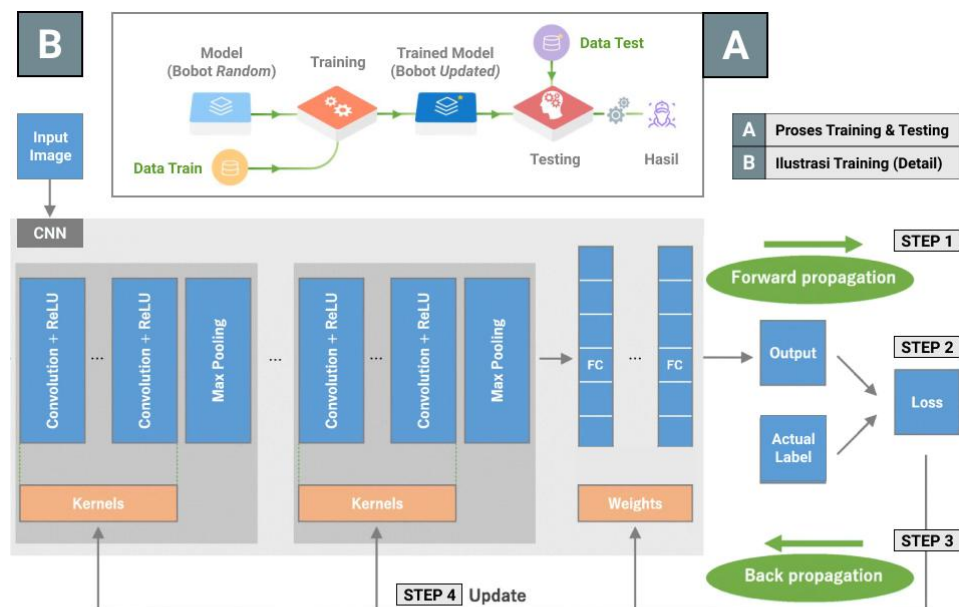 B
A
Model
(Bobot Random)
Training
Trained Model
(Bobot Updated)
Data Test
Data Train
Testing
Hasil
A Proses Training & Testing
B Ilustrasi Training (Detail)
Input
Image
CNN
Convolution + ReLU
...
Convolution + ReLU
Max Pooling
...
Convolution + ReLU
...
Convolution + ReLU
Max Pooling
FC
...
FC
Kernels
Kernels
Weights
STEP 1
Forward propagation
STEP 2
Output
Loss
Actual
Label
STEP 3
Back propagation
STEP 4 Update